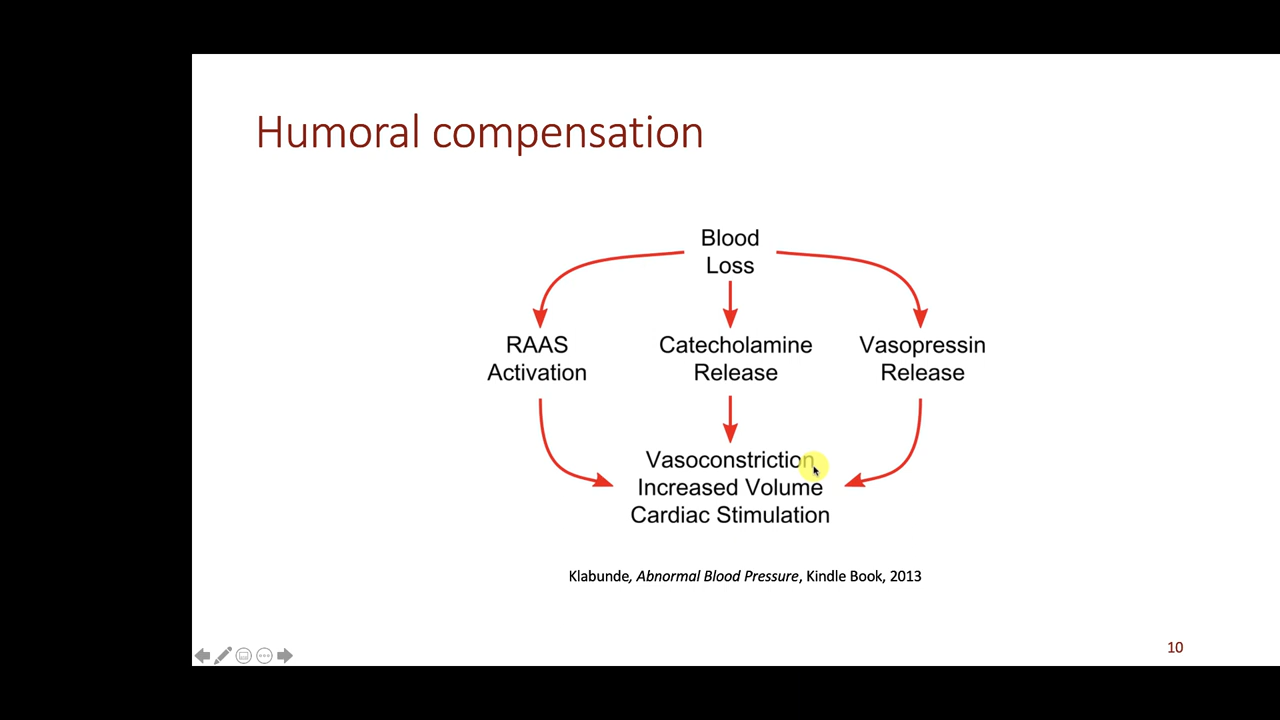 Humoral compensation
Blood
Loss
RAAS
Activation
Catecholamine
Release
Vasopressin
Release
Vasoconstriction
Increased Volume
Cardiac Stimulation
Klabunde, Abnormal Blood Pressure, Kindle Book, 2013
10